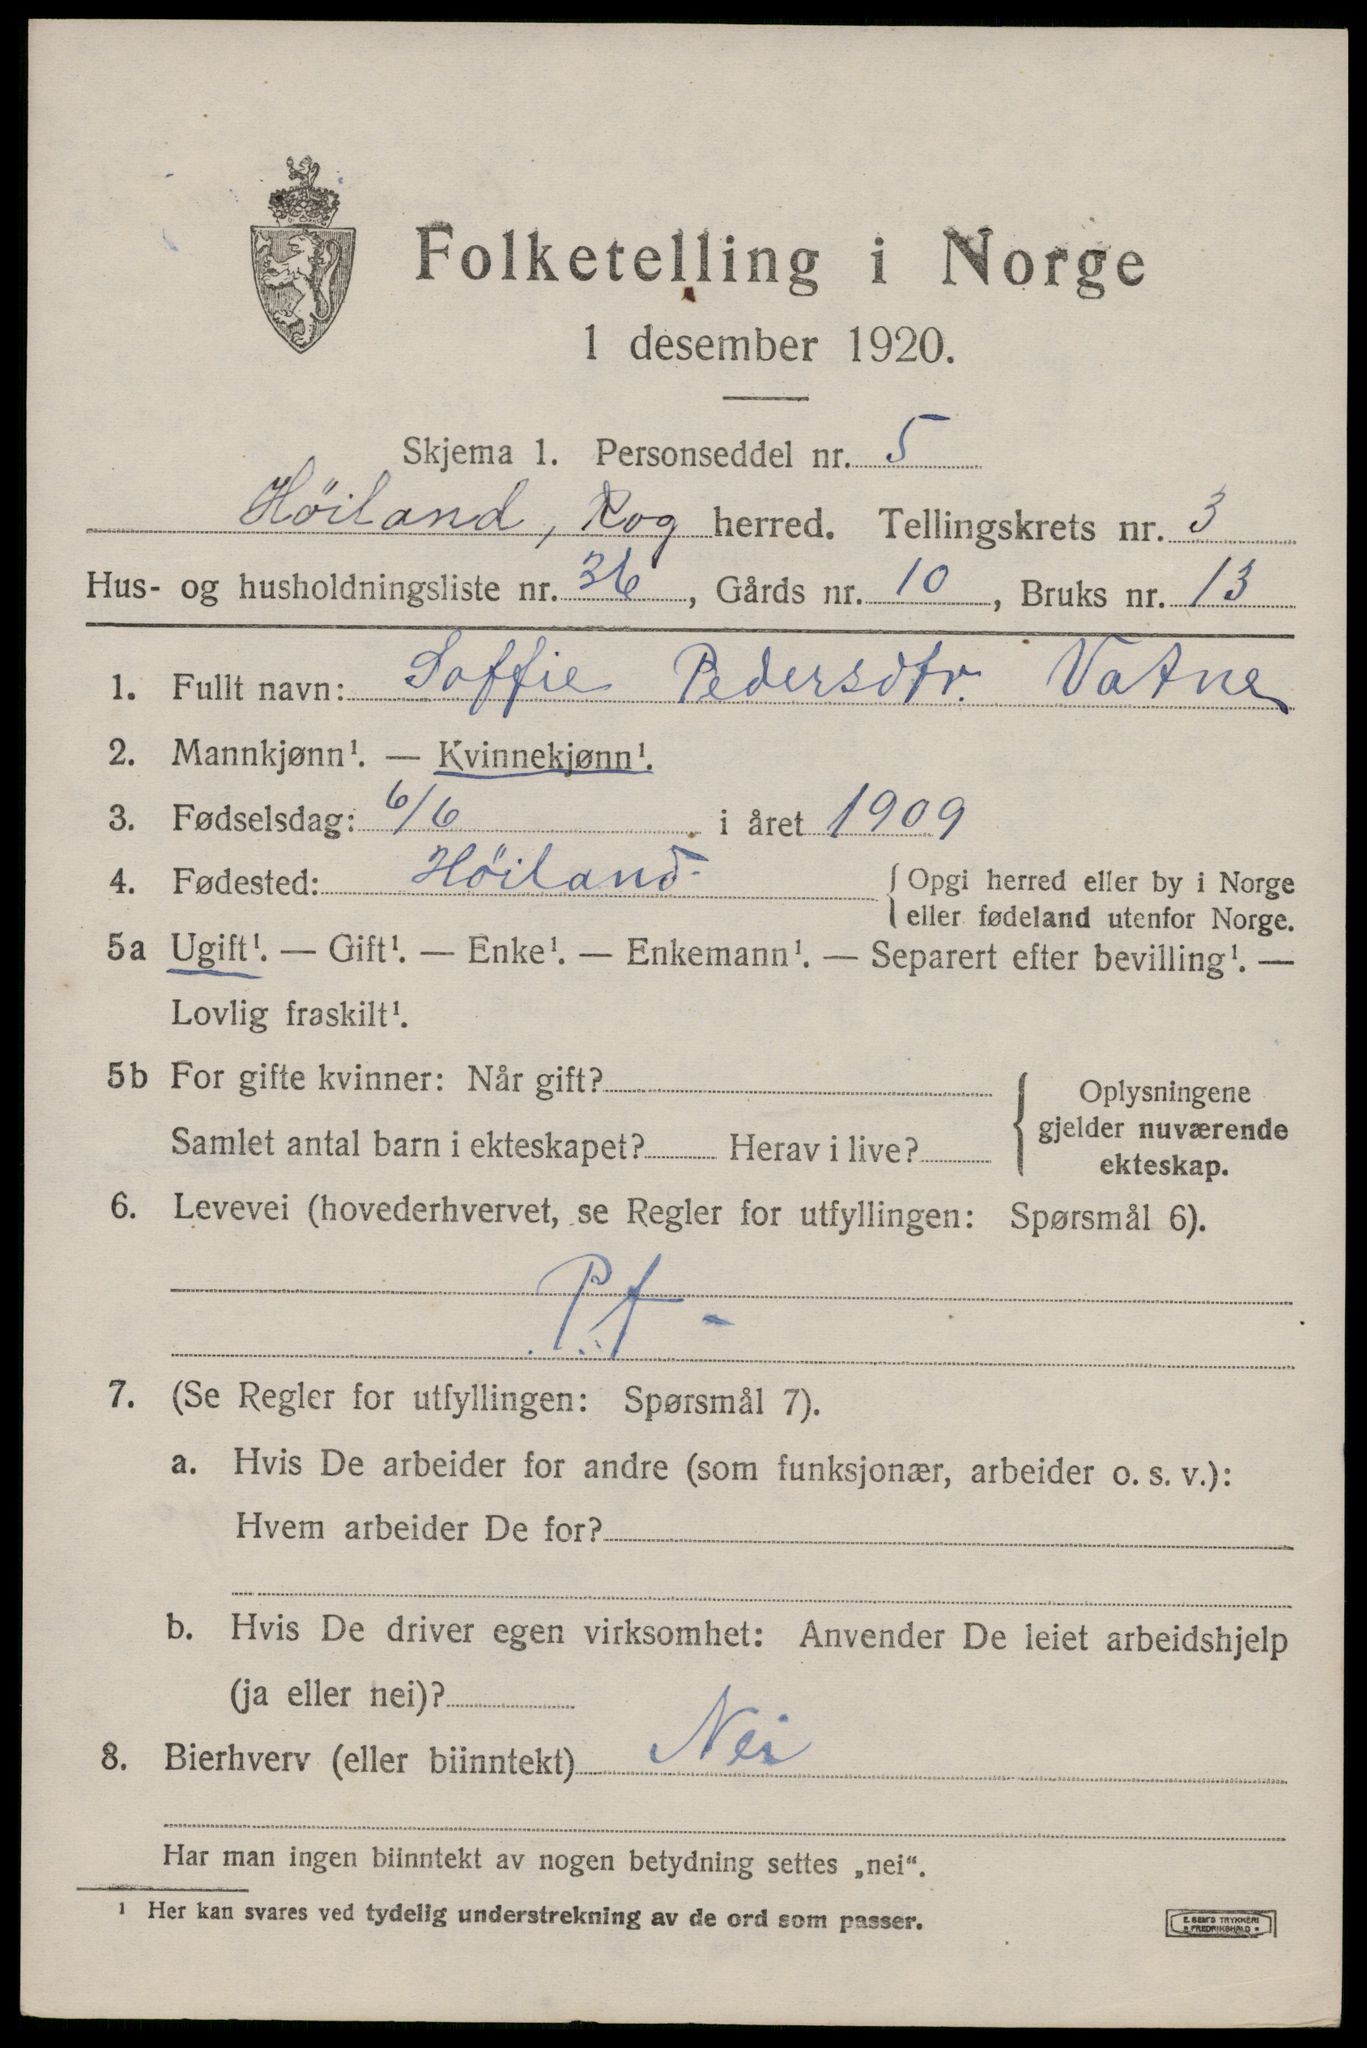 Folketelling i Norge
1 desember 1920.
Skjema 1. Personseddel nr. 5
Höiland, Rog herred. Tellingskrets nr. 3
Hus- og husholdningsliste nr. 36, Gårds nr. 10, Bruks nr. 13
1. Fullt navn: Soffie Pedersdtr. Vatne
2. Mannkjønn¹. — Kvinnekjønn¹.
3. Fødselsdag: 6/6 i året 1909
4. Fødested: Höiland { Opgi herred eller by i Norge
eller fødeland utenfor Norge.
5a Ugift¹. — Gift¹. — Enke¹. — Enkemann¹. — Separert efter bevilling¹. —
Lovlig fraskilt¹.
5b For gifte kvinner: Når gift?
Samlet antal barn i ekteskapet? Herav i live?
{ Oplysningene
gjelder nuværende
ekteskap.
6. Levevei (hovederhvervet, se Regler for utfyllingen: Spørsmål 6).
P.f -
7. (Se Regler for utfyllingen: Spørsmål 7).
a. Hvis De arbeider for andre (som funksjonær, arbeider o. s. v.):
Hvem arbeider De for?
b. Hvis De driver egen virksomhet: Anvender De leiet arbeidshjelp
(ja eller nei)?
8. Bierhverv (eller biinntekt) Nei
Har man ingen biinntekt av nogen betydning settes „nei“.
¹ Her kan svares ved tydelig understrekning av de ord som passer.
E. SEM'S TRYKKERI
FREDRIKSHALD